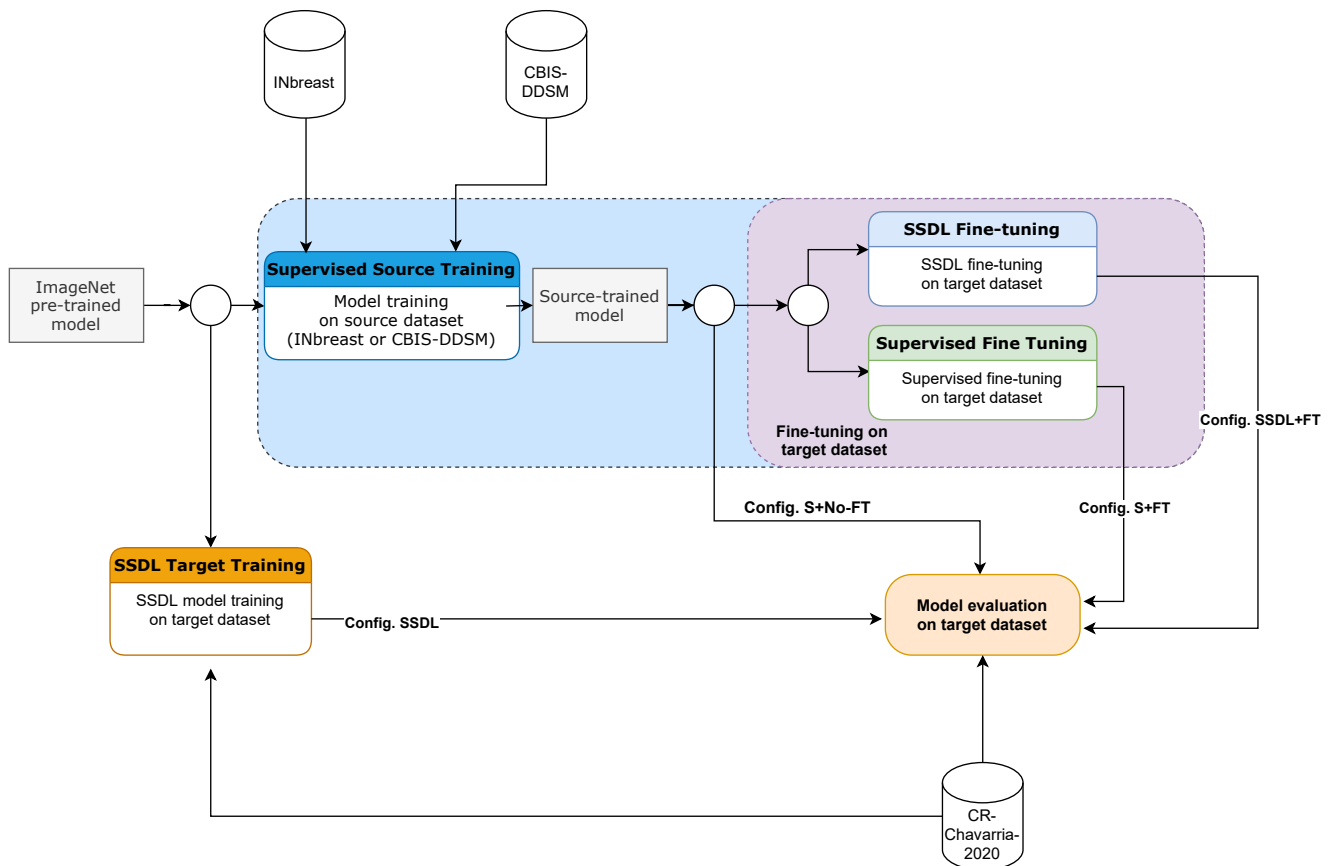 INbreast
CBIS-
DDSM
ImageNet
pre-trained
model
Supervised Source Training
Model training
on source dataset
(INbreast or CBIS-DDSM)
Source-trained
model
SSDL Fine-tuning
SSDL fine-tuning
on target dataset
Supervised Fine Tuning
Supervised fine-tuning
on target dataset
Fine-tuning on
target dataset
Config. SSDL+FT
Config. S+No-FT
Config. S+FT
SSDL Target Training
SSDL model training
on target dataset
Config. SSDL
Model evaluation
on target dataset
CR-
Chavarria-
2020